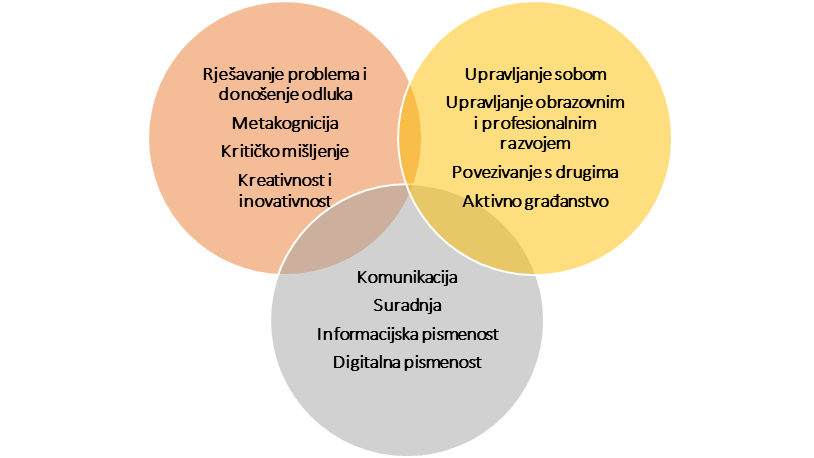 Rješavanje problema i
donošenje odluka
Metakognicija
Kritičko mišljenje
Kreativnost i
inovativnost
Upravljanje sobom
Upravljanje obrazovnim
i profesionalnim
razvojem
Povezivanje s drugima
Aktivno građanstvo
Komunikacija
Suradnja
Informacijska pismenost
Digitalna pismenost